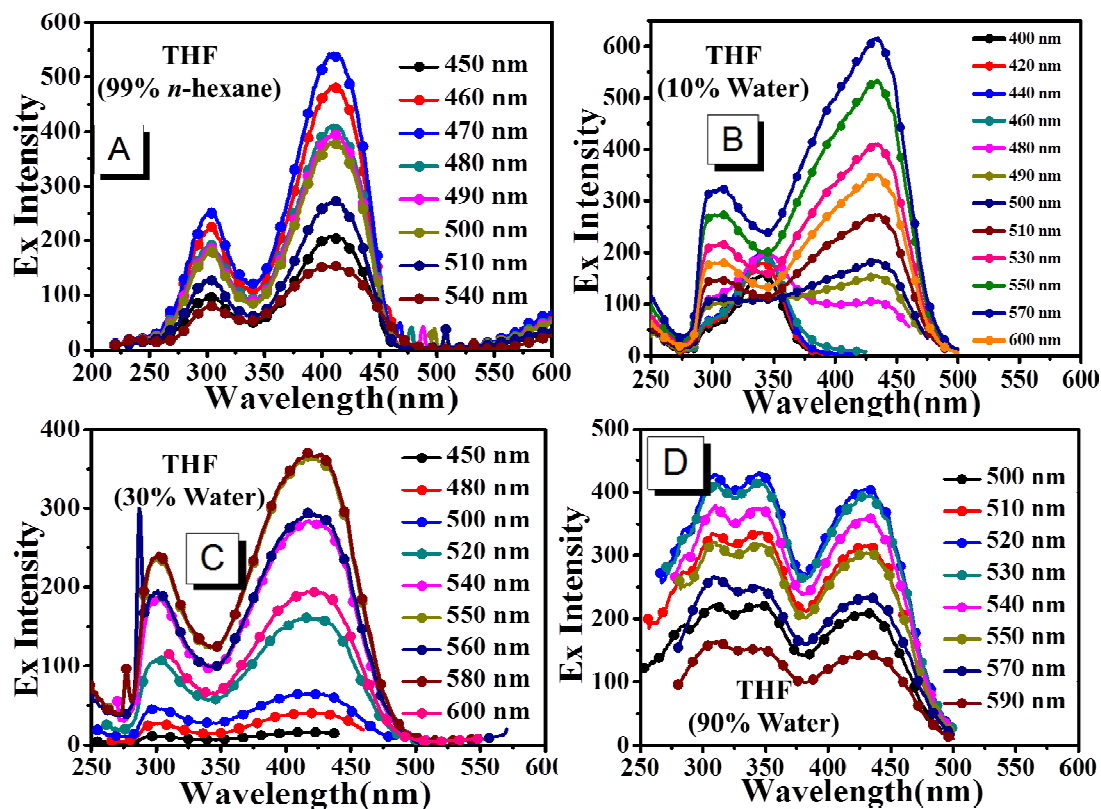 600
500
400
300
200
100
0
Ex Intensity
THF
(99% n-hexane)
A
450 nm
460 nm
470 nm
480 nm
490 nm
500 nm
510 nm
540 nm
200 250 300 350 400 450 500 550 600
Wavelength(nm)
600
500
400
300
200
100
0
Ex Intensity
THF
(10% Water)
B
400 nm
420 nm
440 nm
460 nm
480 nm
490 nm
500 nm
510 nm
530 nm
550 nm
570 nm
600 nm
250 300 350 400 450 500 550 600
Wavelength(nm)
400
300
200
100
0
Ex Intensity
THF
(30% Water)
C
450 nm
480 nm
500 nm
520 nm
540 nm
550 nm
560 nm
580 nm
600 nm
250 300 350 400 450 500 550 600
Wavelength(nm)
500
400
300
200
100
0
Ex Intensity
D
THF
(90% Water)
500 nm
510 nm
520 nm
530 nm
540 nm
550 nm
570 nm
590 nm
250 300 350 400 450 500 550 600
Wavelength(nm)